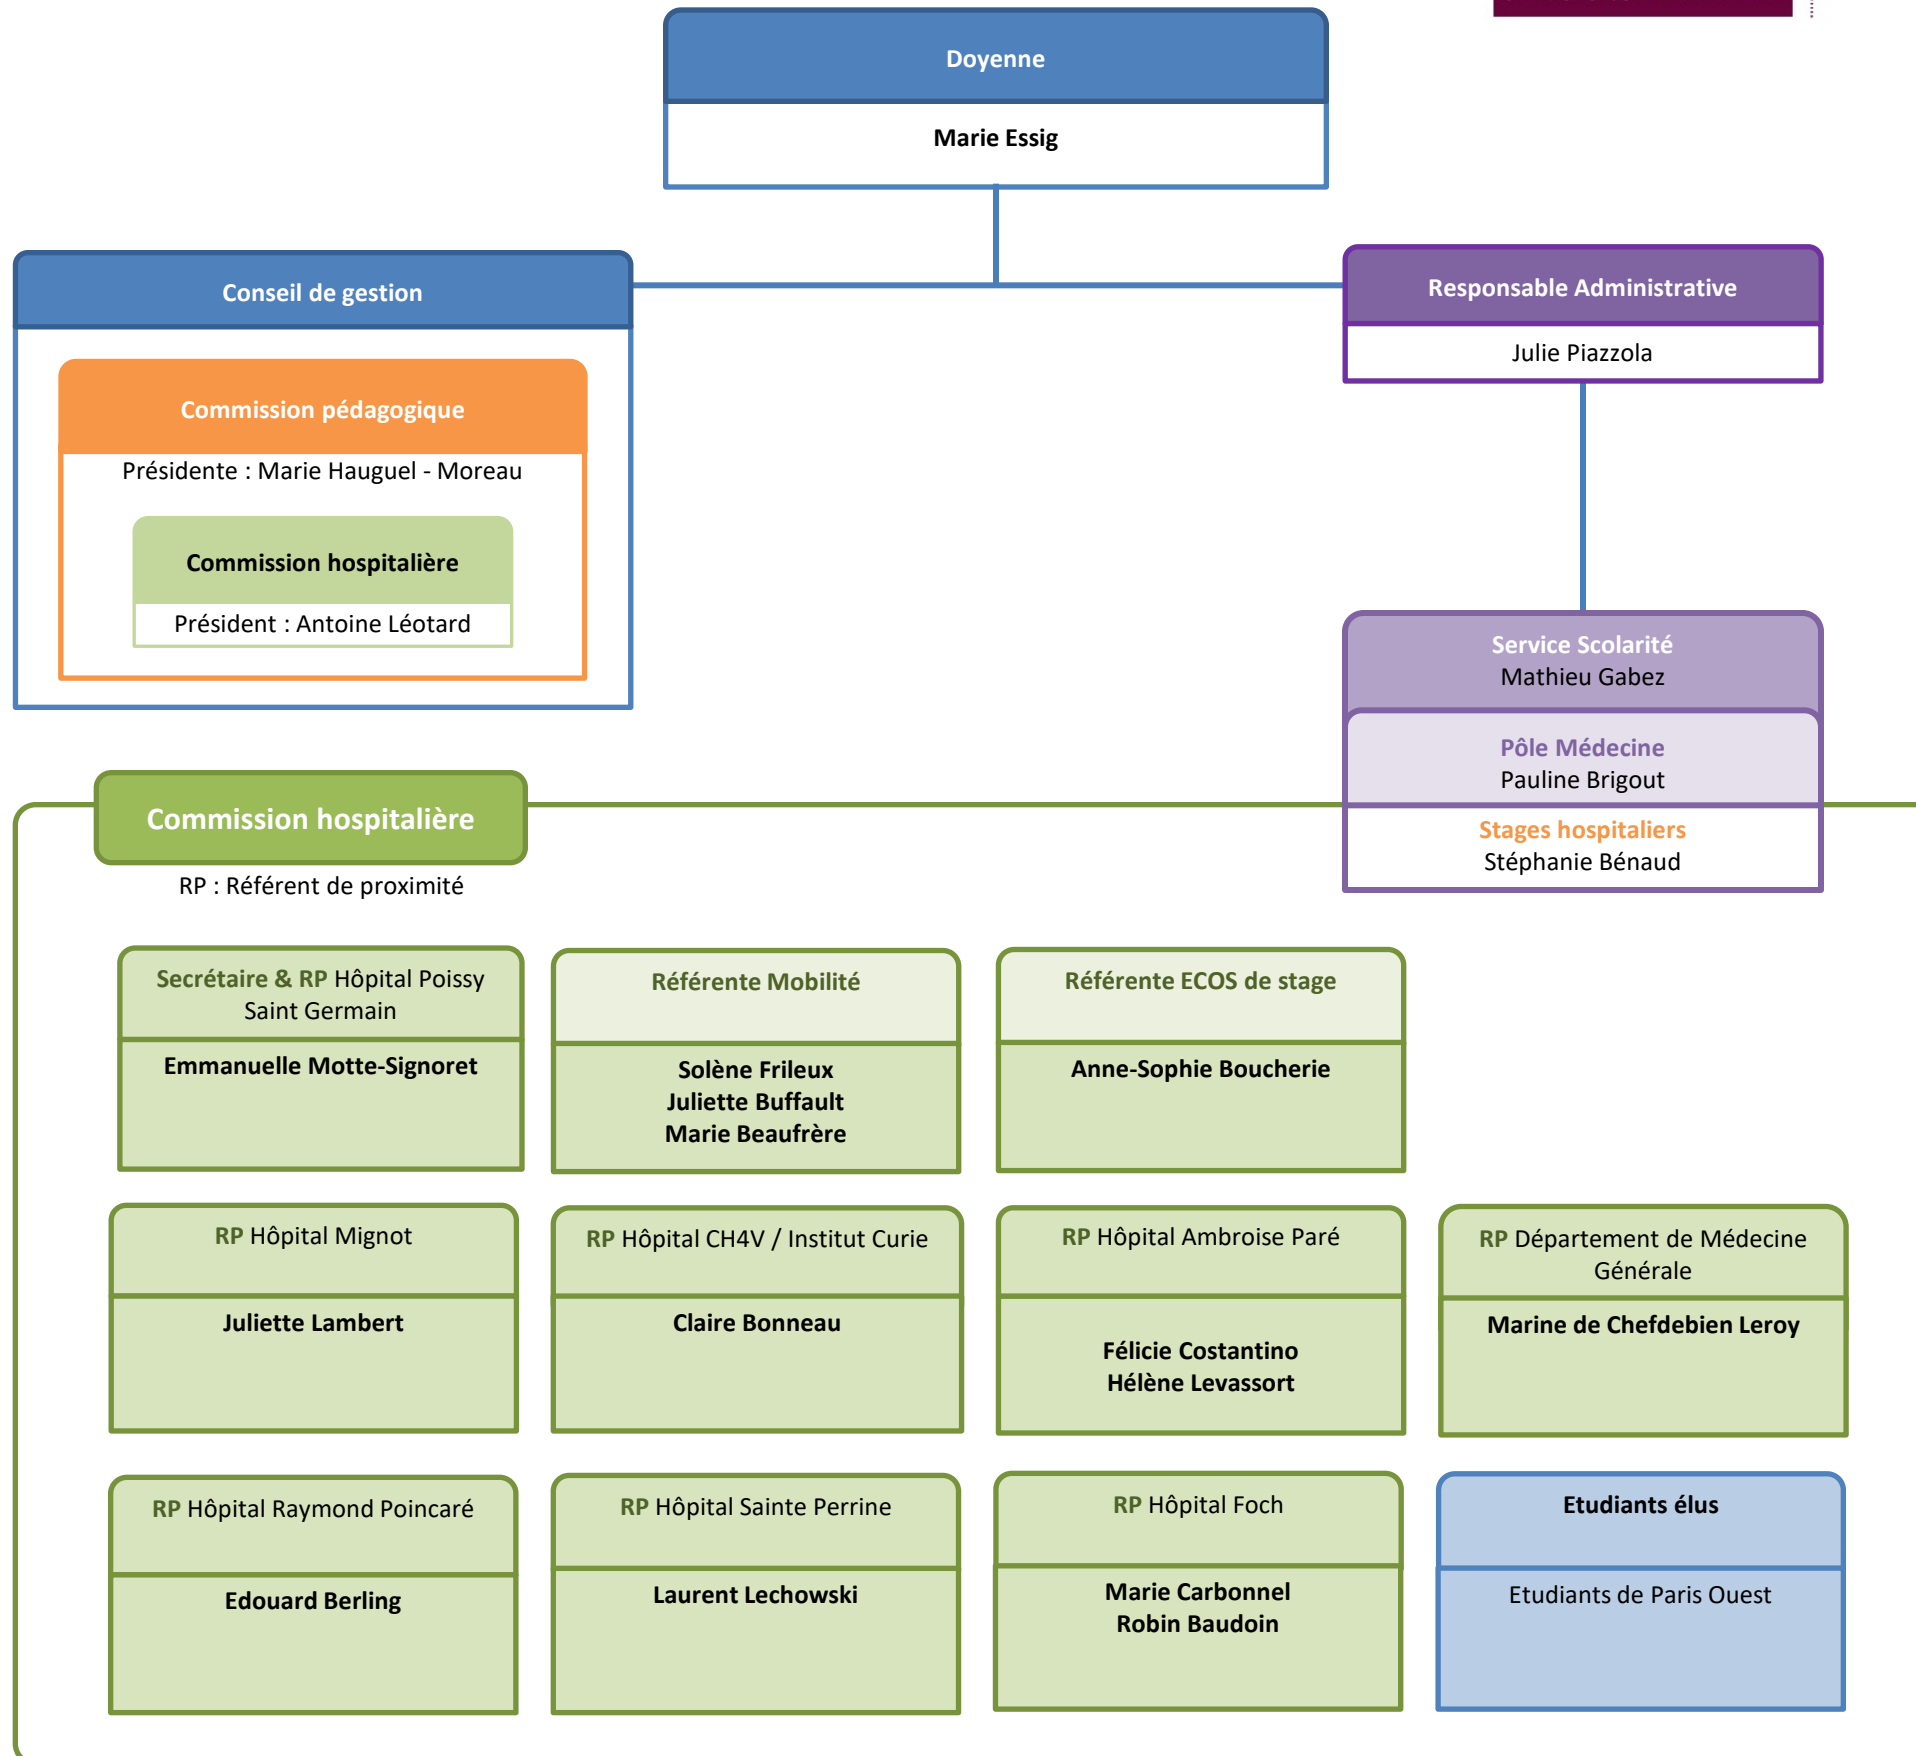 Doyenne
Marie Essig
Conseil de gestion
Responsable Administrative
Julie Piazzola
Commission pédagogique
Présidente : Marie Hauguel - Moreau
Commission hospitalière
Président : Antoine Léotard
Service Scolarité
Mathieu Gabez
Pôle Médecine
Pauline Brigout
Stages hospitaliers
Stéphanie Bénaud
Commission hospitalière
RP : Référent de proximité
Secrétaire & RP Hôpital Poissy
Saint Germain
Emmanuelle Motte-Signoret
Référente Mobilité
Solène Frileux
Juliette Buffault
Marie Beaufrère
Référente ECOS de stage
Anne-Sophie Boucherie
RP Hôpital Mignot
Juliette Lambert
RP Hôpital CH4V / Institut Curie
Claire Bonneau
RP Hôpital Ambroise Paré
Félicie Costantino
Hélène Levassort
RP Département de Médecine
Générale
Marine de Chefdebien Leroy
RP Hôpital Raymond Poincaré
Edouard Berling
RP Hôpital Sainte Perrine
Laurent Lechowski
RP Hôpital Foch
Marie Carbonnel
Robin Baudoin
Etudiants élus
Etudiants de Paris Ouest